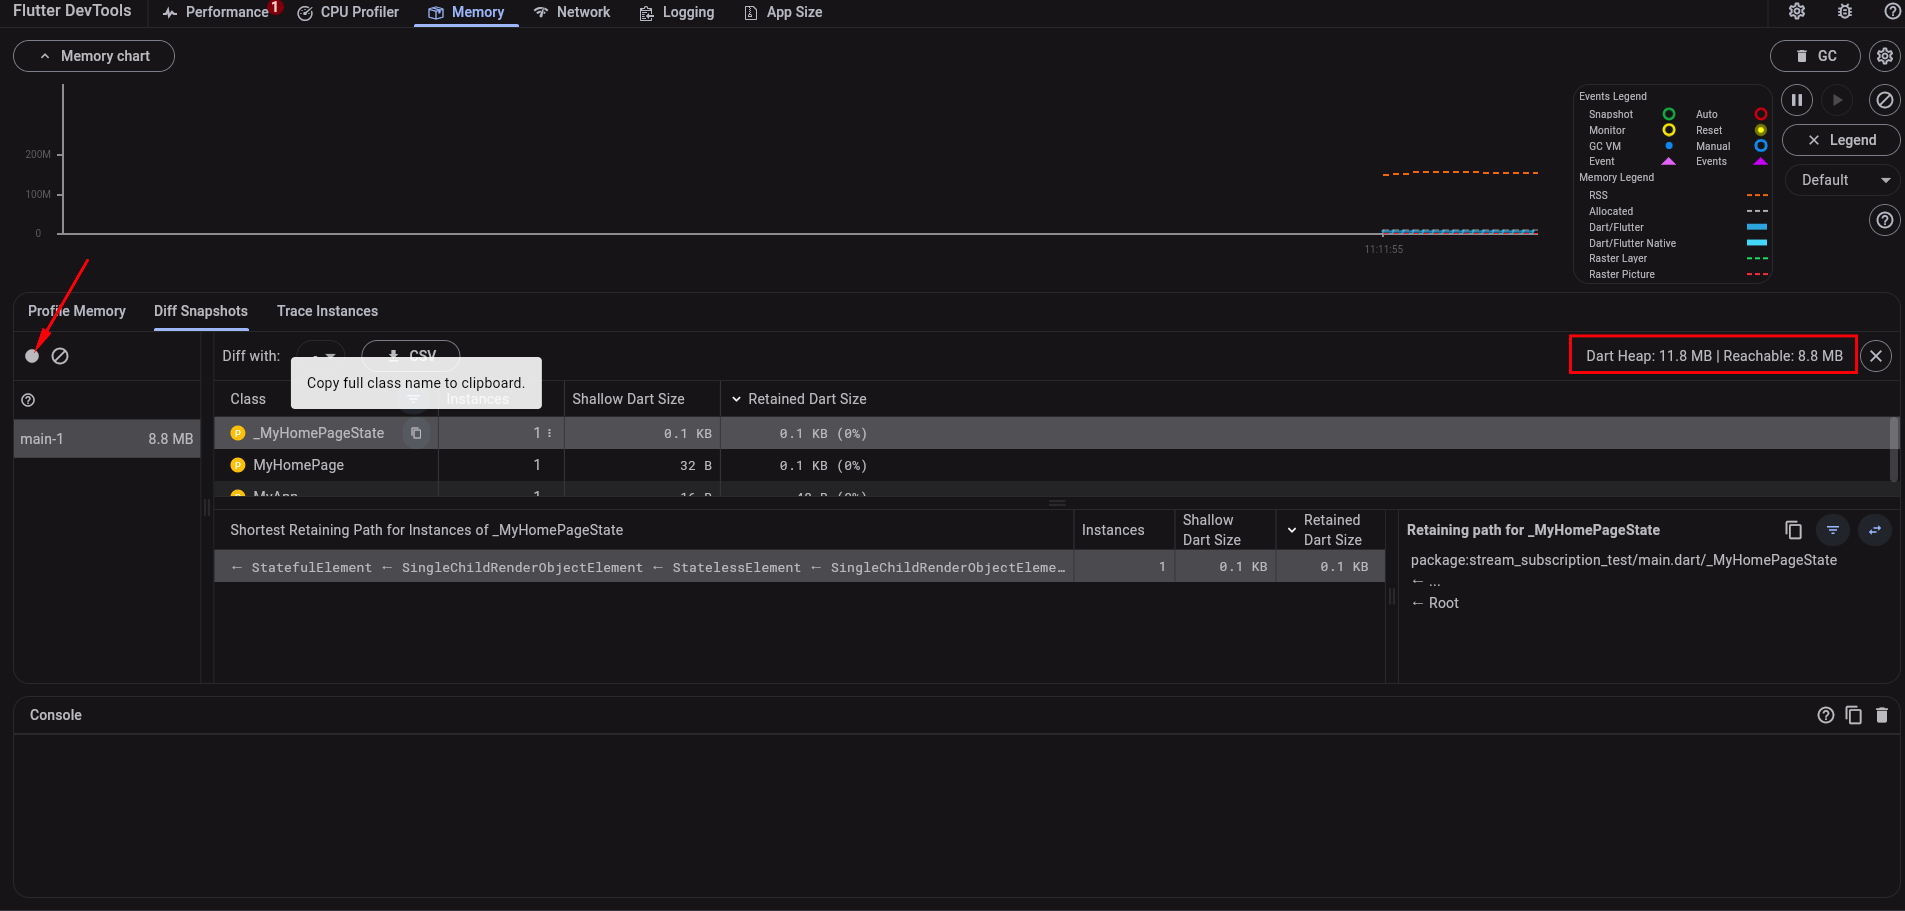 Flutter DevTools
Performance 1
CPU Profiler
Memory
Network
Logging
App Size
Memory chart
GC
200M
100M
0
11:11:55
Events Legend
Snapshot Auto
Monitor Reset
GC VM Manual
Event Events
Memory Legend
RSS
Allocated
Dart/Flutter
Dart/Flutter Native
Raster Layer
Raster Picture
Legend
Default
Profile Memory
Diff Snapshots
Trace Instances
Diff with: -
CSV
Dart Heap: 11.8 MB | Reachable: 8.8 MB
Copy full class name to clipboard.
main-1 8.8 MB
Class Instances Shallow Dart Size Retained Dart Size
P _MyHomePageState 1 0.1 KB 0.1 KB (0%)
P MyHomePage 1 32 B 0.1 KB (0%)
P MyApp 1 16 B 48 B (0%)
Shortest Retaining Path for Instances of _MyHomePageState
Instances
Shallow
Dart Size
Retained
Dart Size
← StatefulElement ← SingleChildRenderObjectElement ← StatelessElement ← SingleChildRenderObjectEleme… 1 0.1 KB 0.1 KB
Retaining path for _MyHomePageState
package:stream_subscription_test/main.dart/_MyHomePageState
← ...
← Root
Console